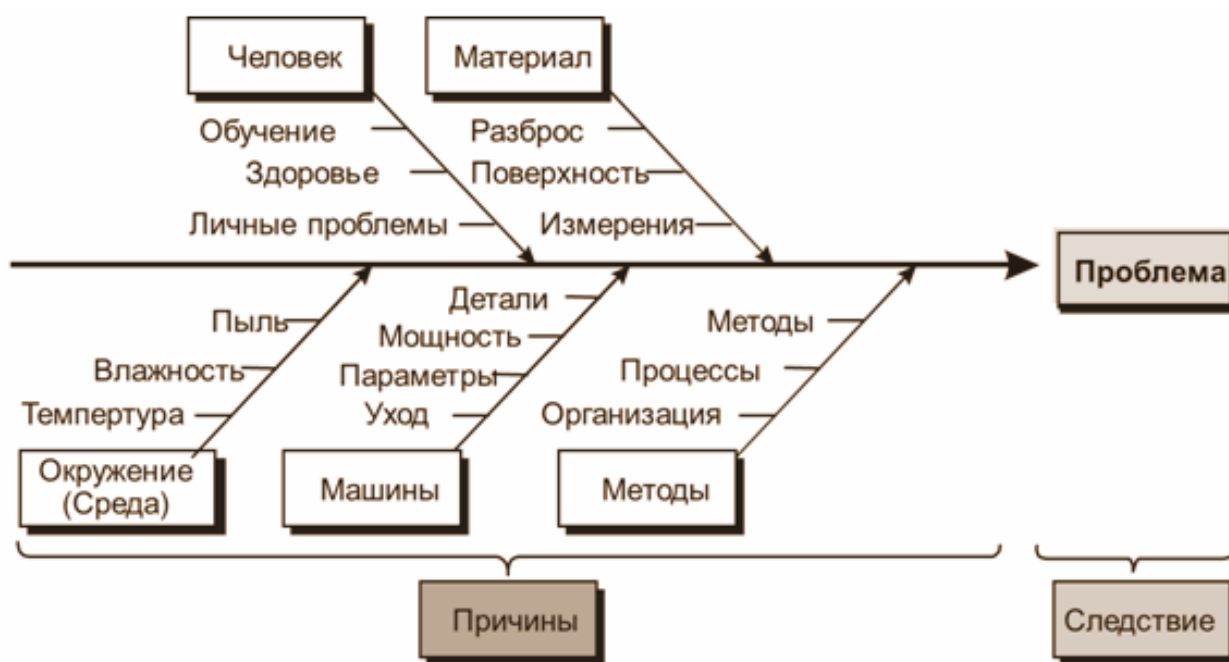 Человек
Материал
Обучение
Разброс
Здоровье
Поверхность
Личные проблемы
Измерения
Проблема
Детали
Пыль
Мощность
Методы
Влажность
Параметры
Процессы
Темпертура
Уход
Организация
Окружение
(Среда)
Машины
Методы
Причины
Следствие